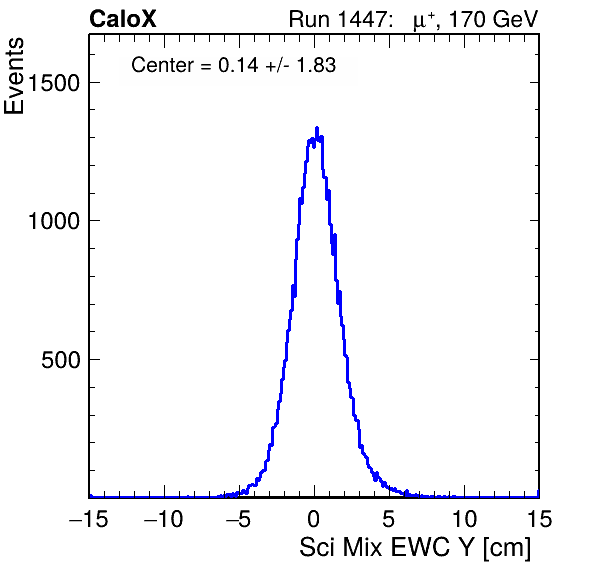 CaloX Run 1447: μ⁺, 170 GeV
Center = 0.14 +/- 1.83
Events
1500
1000
500
−15 −10 −5 0 5 10 15
Sci Mix EWC Y [cm]